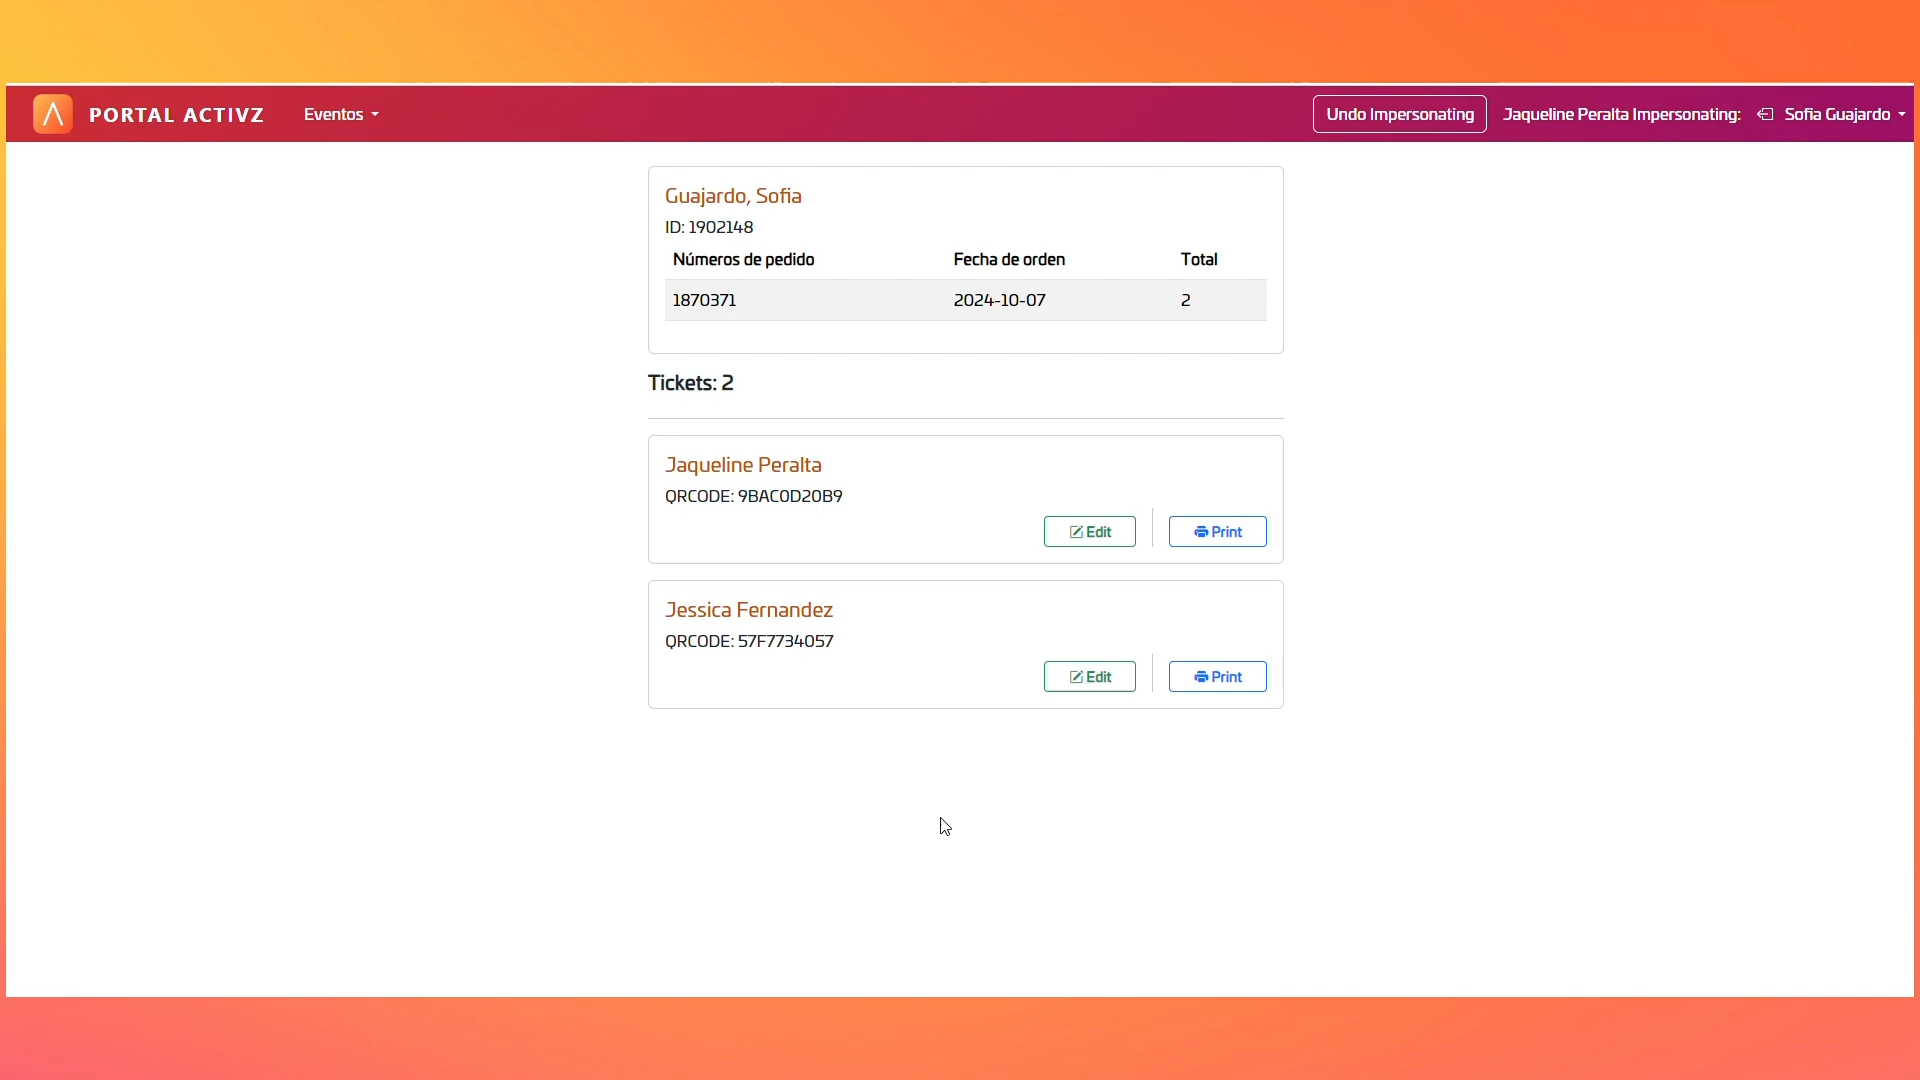 PORTAL ACTIVZ
Eventos
Undo Impersonating
Jaqueline Peralta Impersonating:
Sofia Guajardo
Guajardo, Sofia
ID: 1902148
Números de pedido Fecha de orden Total
1870371 2024-10-07 2
Tickets: 2
Jaqueline Peralta
QRCODE: 9BAC0D20B9
Edit
Print
Jessica Fernandez
QRCODE: 57F7734057
Edit
Print